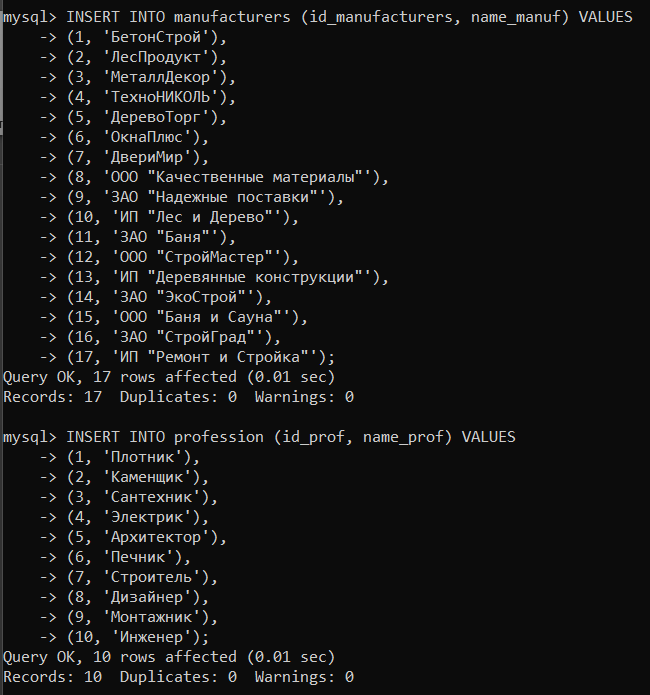 mysql> INSERT INTO manufacturers (id_manufacturers, name_manuf) VALUES
    -> (1, 'БетонСтрой'),
    -> (2, 'ЛесПродукт'),
    -> (3, 'МеталлДекор'),
    -> (4, 'ТехноНИКОЛЬ'),
    -> (5, 'ДеревоТорг'),
    -> (6, 'ОкнаПлюс'),
    -> (7, 'ДвериМир'),
    -> (8, 'ООО "Качественные материалы"'),
    -> (9, 'ЗАО "Надежные поставки"'),
    -> (10, 'ИП "Лес и Дерево"'),
    -> (11, 'ЗАО "Баня"'),
    -> (12, 'ООО "СтройМастер"'),
    -> (13, 'ИП "Деревянные конструкции"'),
    -> (14, 'ЗАО "ЭкоСтрой"'),
    -> (15, 'ООО "Баня и Сауна"'),
    -> (16, 'ЗАО "СтройГрад"'),
    -> (17, 'ИП "Ремонт и Стройка"');
Query OK, 17 rows affected (0.01 sec)
Records: 17  Duplicates: 0  Warnings: 0

mysql> INSERT INTO profession (id_prof, name_prof) VALUES
    -> (1, 'Плотник'),
    -> (2, 'Каменщик'),
    -> (3, 'Сантехник'),
    -> (4, 'Электрик'),
    -> (5, 'Архитектор'),
    -> (6, 'Печник'),
    -> (7, 'Строитель'),
    -> (8, 'Дизайнер'),
    -> (9, 'Монтажник'),
    -> (10, 'Инженер');
Query OK, 10 rows affected (0.01 sec)
Records: 10  Duplicates: 0  Warnings: 0